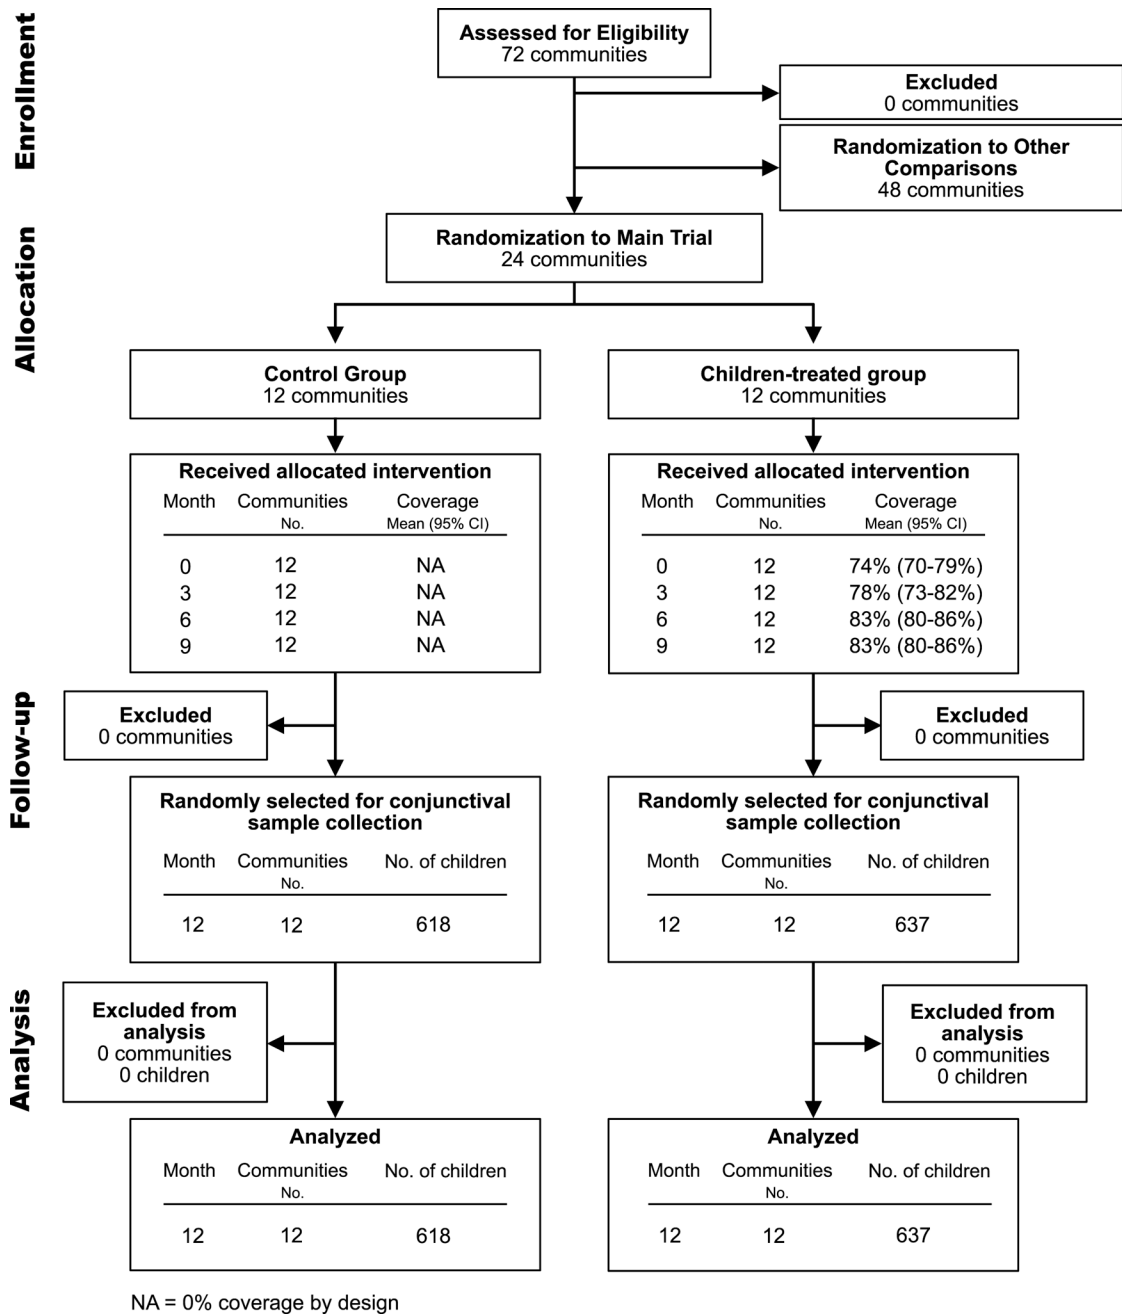 Enrollment
Assessed for Eligibility
72 communities
Excluded
0 communities
Randomization to Other
Comparisons
48 communities
Allocation
Randomization to Main Trial
24 communities
Control Group
12 communities
Children-treated group
12 communities
Received allocated intervention
Month Communities Coverage
No. Mean (95% CI)
0 12 NA
3 12 NA
6 12 NA
9 12 NA
Received allocated intervention
Month Communities Coverage
No. Mean (95% CI)
0 12 74% (70-79%)
3 12 78% (73-82%)
6 12 83% (80-86%)
9 12 83% (80-86%)
Follow-up
Excluded
0 communities
Excluded
0 communities
Randomly selected for conjunctival
sample collection
Month Communities No. of children
No.
12 12 618
Randomly selected for conjunctival
sample collection
Month Communities No. of children
No.
12 12 637
Analysis
Excluded from
analysis
0 communities
0 children
Excluded from
analysis
0 communities
0 children
Analyzed
Month Communities No. of children
No.
12 12 618
Analyzed
Month Communities No. of children
No.
12 12 637
NA = 0% coverage by design